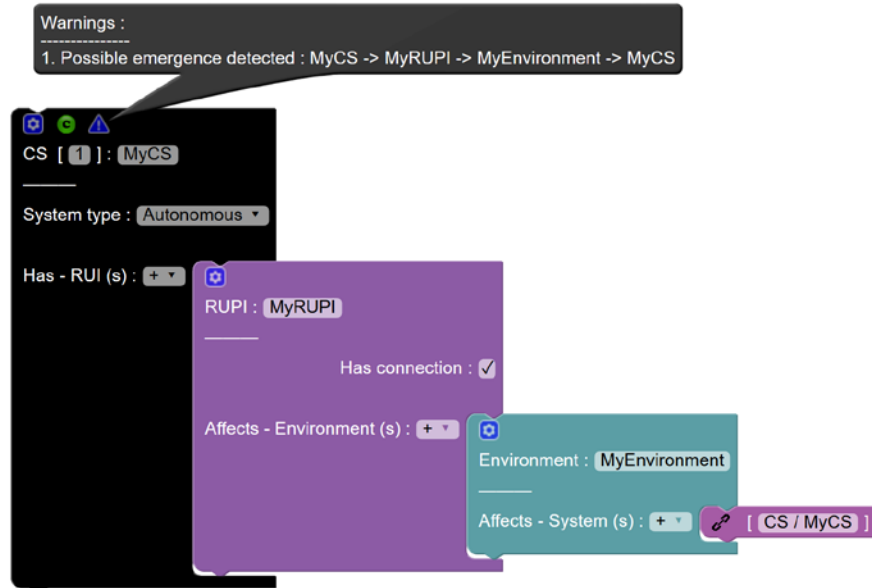 Warnings :
---------------
1. Possible emergence detected : MyCS -> MyRUPI -> MyEnvironment -> MyCS
CS [ 1 ] : MyCS
System type : Autonomous
Has - RUI (s) : +
RUPI : MyRUPI
Has connection :
Affects - Environment (s) : +
Environment : MyEnvironment
Affects - System (s) : +
[ CS / MyCS ]